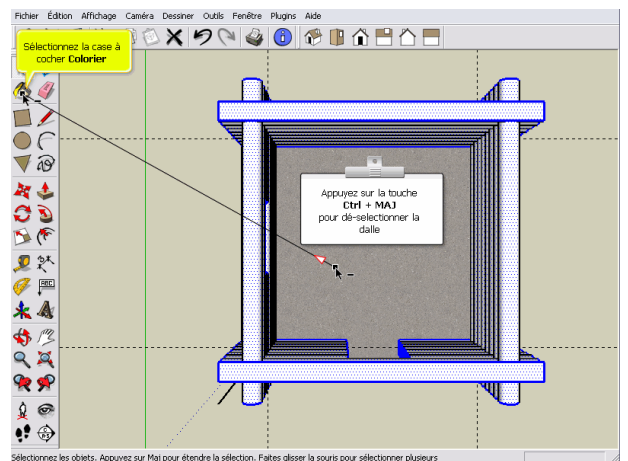 Fichier Édition Affichage Caméra Dessiner Outils Fenêtre Plugins Aide
Sélectionnez la case à
cocher Colorier
Appuyez sur la touche
Ctrl + MAJ
pour dé-selectionner la
dalle
ABC
Sélectionnez les objets. Appuyez sur Maj pour étendre la sélection. Faites glisser la souris pour sélectionner plusieurs